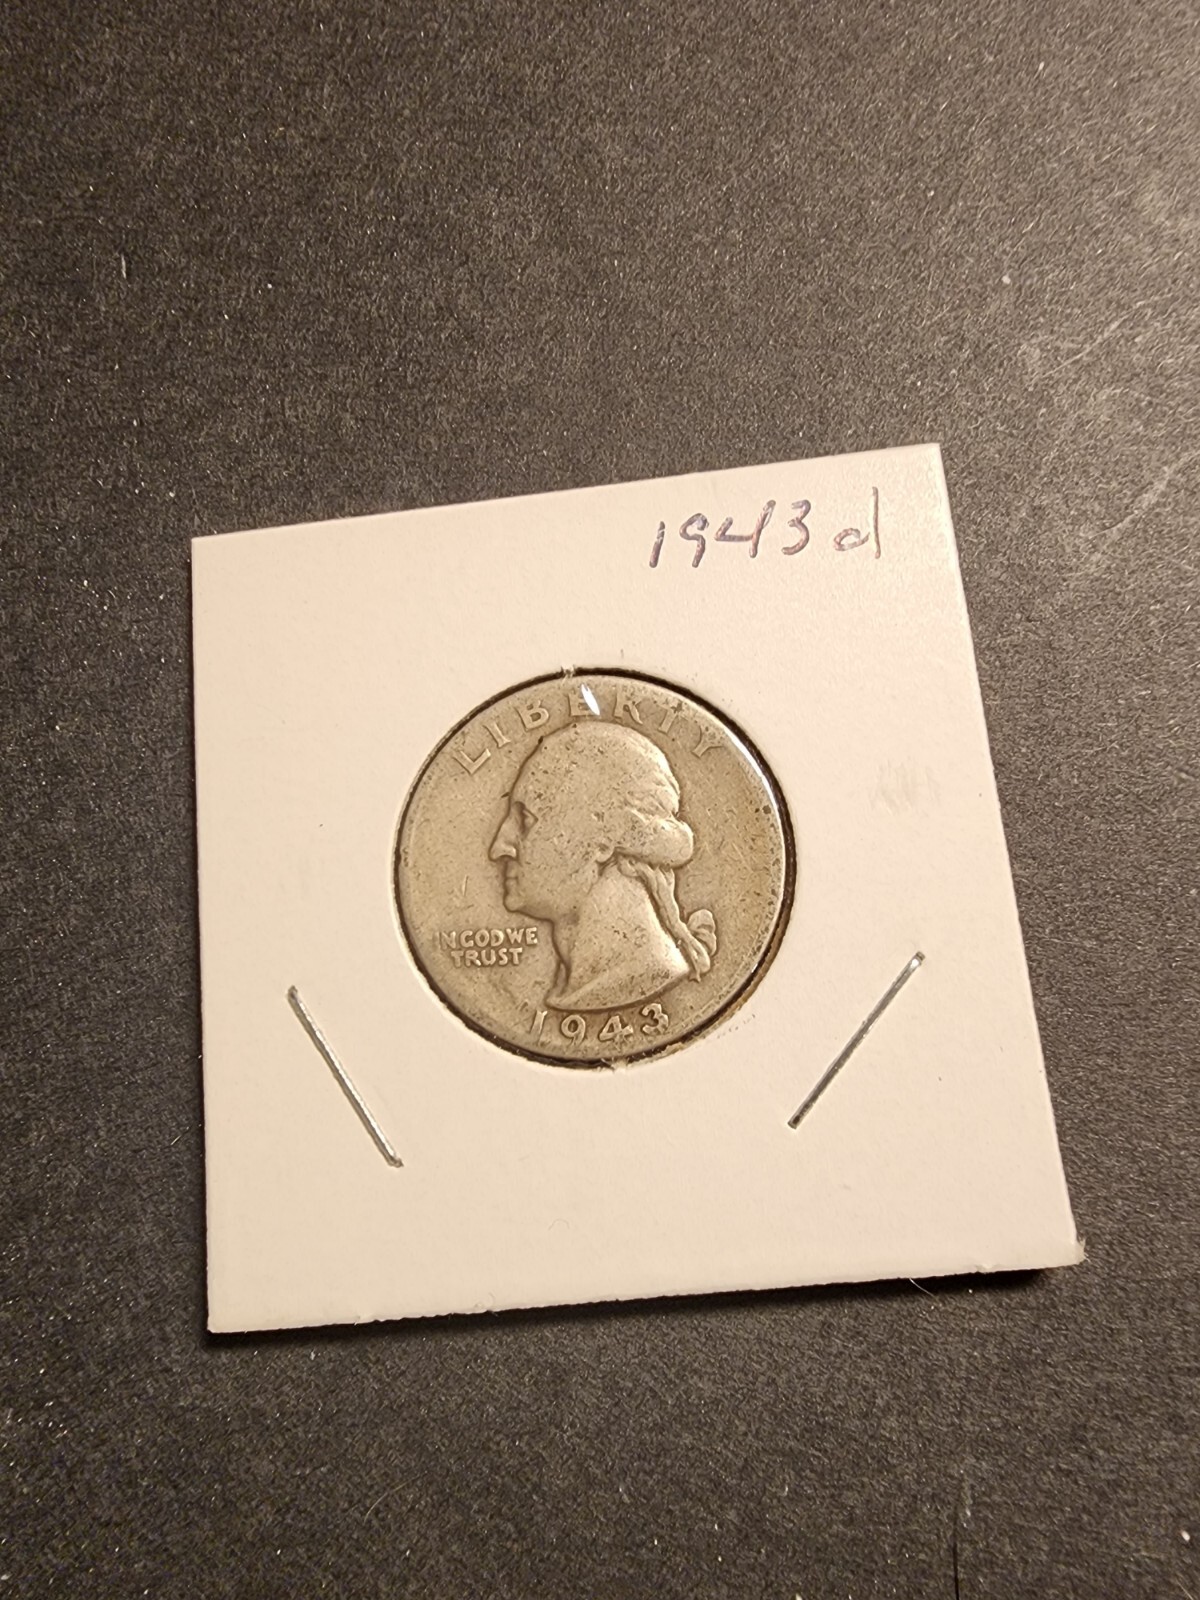 1943 d
LIBERTY
IN GOD WE
TRUST
1943